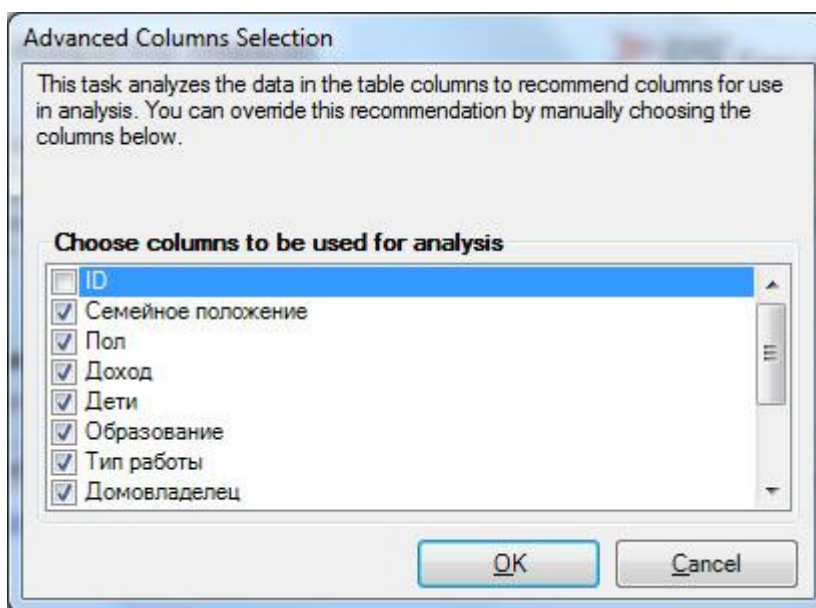 Advanced Columns Selection
This task analyzes the data in the table columns to recommend columns for use
in analysis. You can override this recommendation by manually choosing the
columns below.
Choose columns to be used for analysis
ID
Семейное положение
Пол
Доход
Дети
Образование
Тип работы
Домовладелец
OK
Cancel